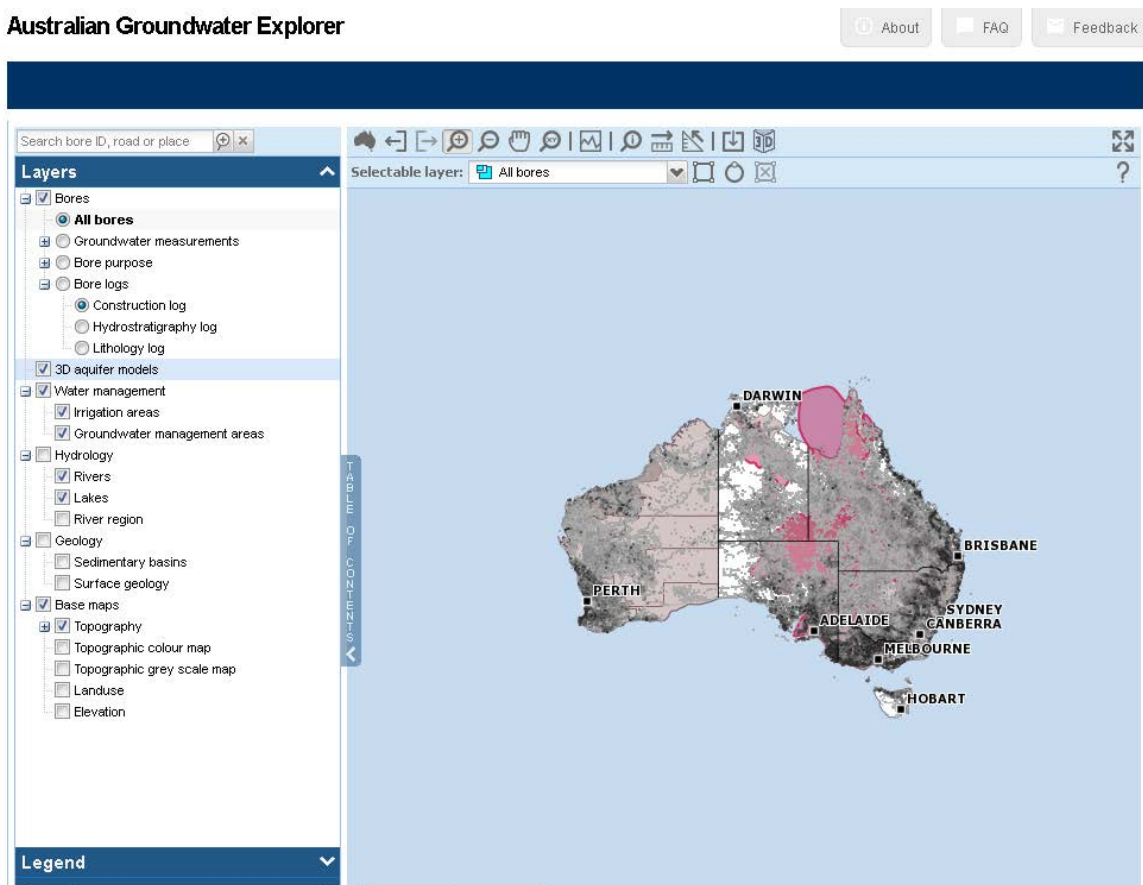 Australian Groundwater Explorer
About
FAQ
Feedback
Search bore ID, road or place
Layers
Selectable layer: All bores
?
Bores
All bores
Groundwater measurements
Bore purpose
Bore logs
Construction log
Hydrostratigraphy log
Lithology log
3D aquifer models
Water management
Irrigation areas
Groundwater management areas
Hydrology
Rivers
Lakes
River region
Geology
Sedimentary basins
Surface geology
Base maps
Topography
Topographic colour map
Topographic grey scale map
Landuse
Elevation
Legend
TABLE OF CONTENTS
XY
3D
DARWIN
BRISBANE
PERTH
SYDNEY
ADELAIDE
CANBERRA
MELBOURNE
HOBART